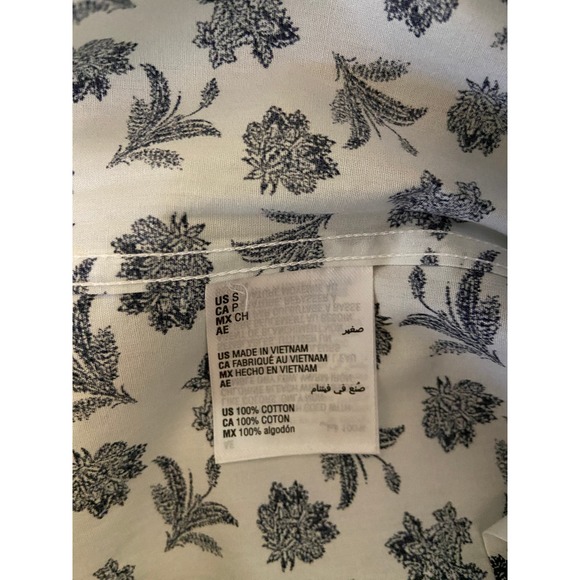 US S
CA P
MX CH
AE صغير
US MADE IN VIETNAM
CA FABRIQUÉ AU VIETNAM
MX HECHO EN VIETNAM
AE صُنع في فيتنام
US 100% COTTON
CA 100% COTON
MX 100% algodón